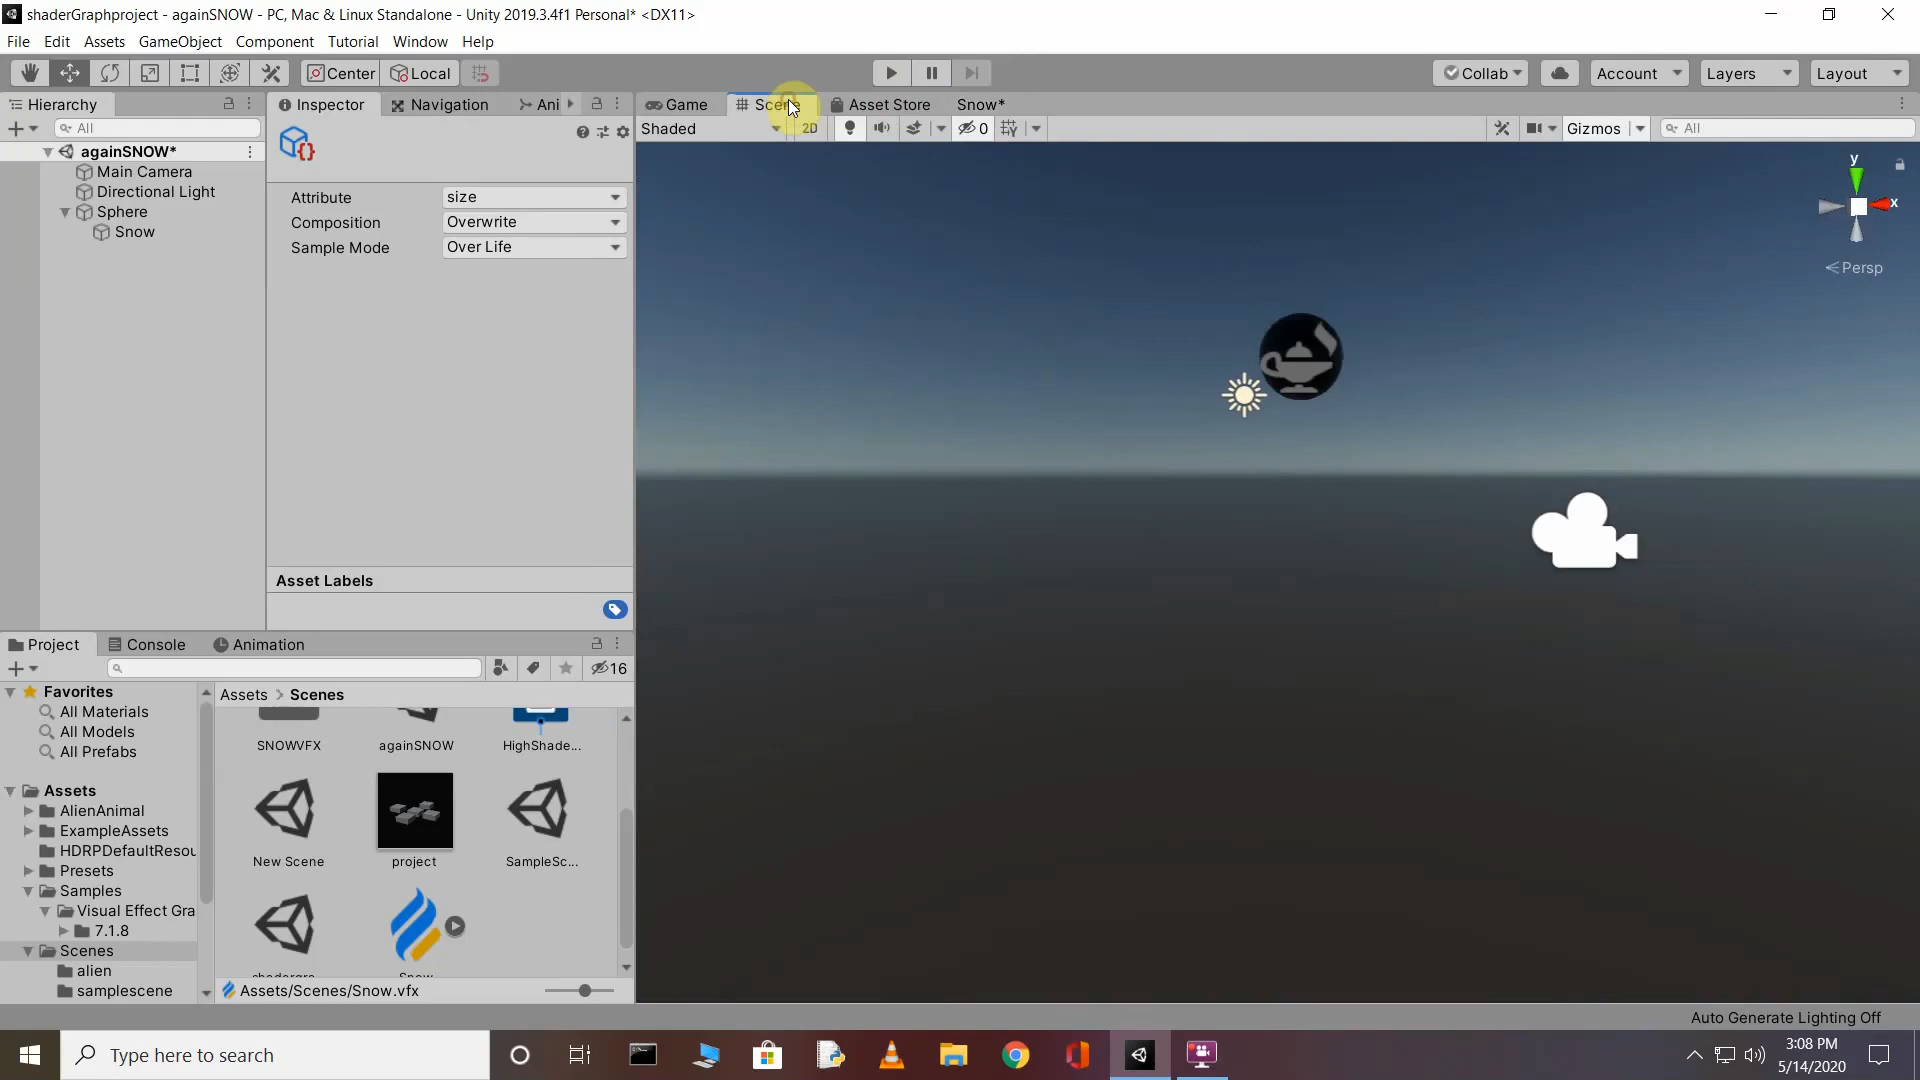 shaderGraphproject - againSNOW - PC, Mac & Linux Standalone - Unity 2019.3.4f1 Personal* <DX11>
File Edit Assets GameObject Component Tutorial Window Help
Center Local Collab Account Layers Layout
Hierarchy Inspector Navigation Ani Game Scene Asset Store Snow*
All Shaded 2D 0 Gizmos All
againSNOW*
Main Camera
Directional Light
Sphere
Snow
Attribute size
Composition Overwrite
Sample Mode Over Life
y
x
Persp
Asset Labels
Project Console Animation
16
Favorites
All Materials
All Models
All Prefabs
Assets
AlienAnimal
ExampleAssets
HDRPDefaultResou
Presets
Samples
Visual Effect Gra
7.1.8
Scenes
alien
samplescene
Assets > Scenes
SNOWVFX againSNOW HighShade...
New Scene project SampleSc...
Snow
Assets/Scenes/Snow.vfx
Auto Generate Lighting Off
Type here to search
3:08 PM
5/14/2020